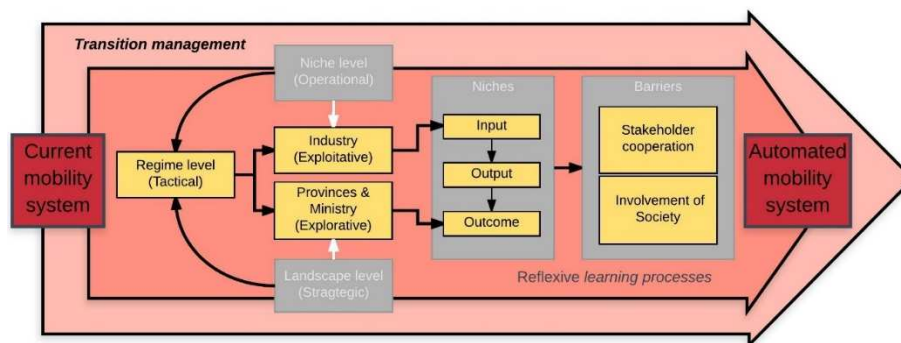 Transition management
Niche level
(Operational)
Niches
Barriers
Current
mobility
system
Regime level
(Tactical)
Industry
(Exploitative)
Provinces &
Ministry
(Explorative)
Input
Output
Outcome
Stakeholder
cooperation
Involvement of
Society
Automated
mobility
system
Landscape level
(Stragtegic)
Reflexive learning processes